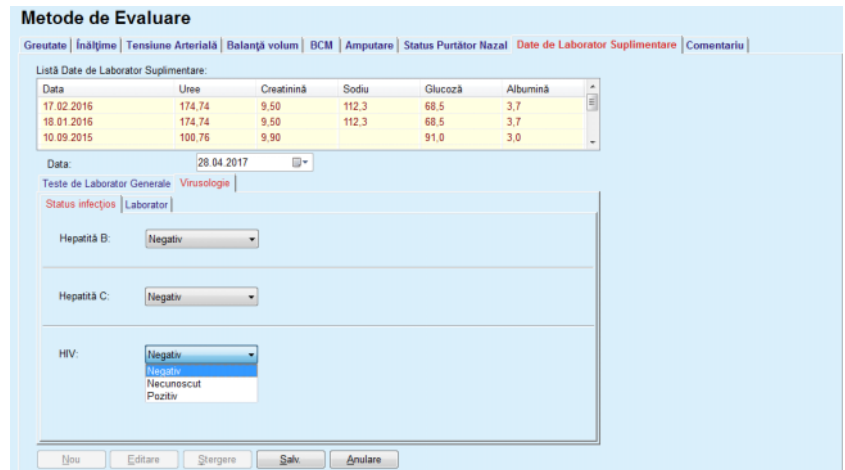 Metode de Evaluare
Greutate Înălţime Tensiune Arterială Balanţă volum BCM Amputare Status Purtător Nazal Date de Laborator Suplimentare Comentariu
Listă Date de Laborator Suplimentare:
Data Uree Creatinină Sodiu Glucoză Albumină
17.02.2016 174,74 9,50 112,3 68,5 3,7
18.01.2016 174,74 9,50 112,3 68,5 3,7
10.09.2015 100,76 9,90 91,0 3,0
Data: 28.04.2017
Teste de Laborator Generale Virusologie
Status infecţios Laborator
Hepatită B: Negativ
Hepatită C: Negativ
HIV: Negativ
Negativ
Necunoscut
Pozitiv
Nou Editare Ştergere Salv. Anulare